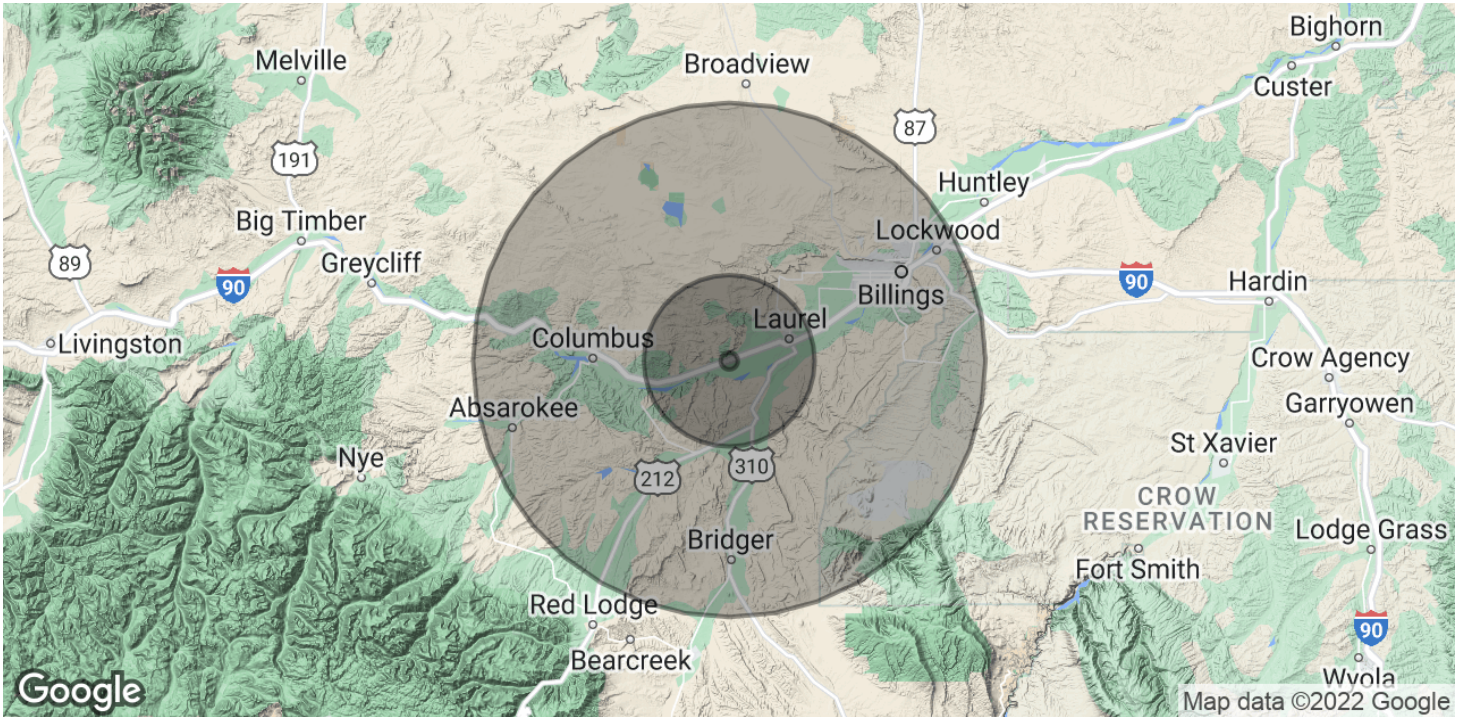 Bighorn
Melville
Broadview
Custer
87
191
Huntley
Big Timber
Lockwood
89
Greycliff
90
90
Hardin
Billings
Laurel
Columbus
Livingston
Crow Agency
Absarokee
Garryowen
St Xavier
Nye
310
212
CROW
RESERVATION
Lodge Grass
Bridger
Fort Smith
Red Lodge
90
Bearcreek
Wyola
Google
Map data ©2022 Google